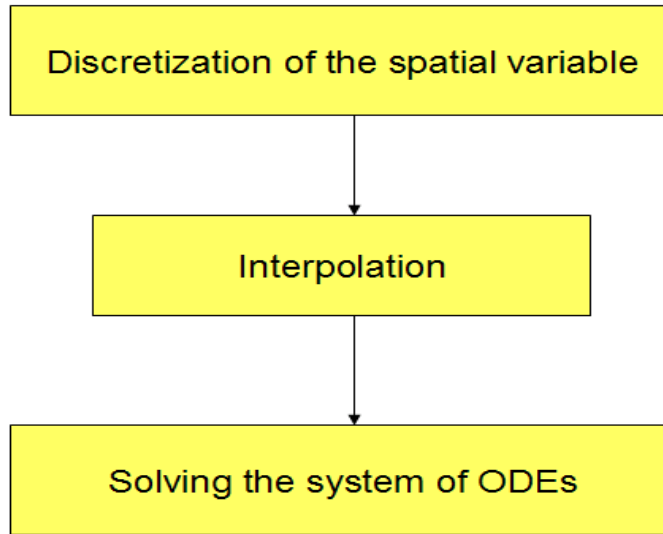 Discretization of the spatial variable
Interpolation
Solving the system of ODEs